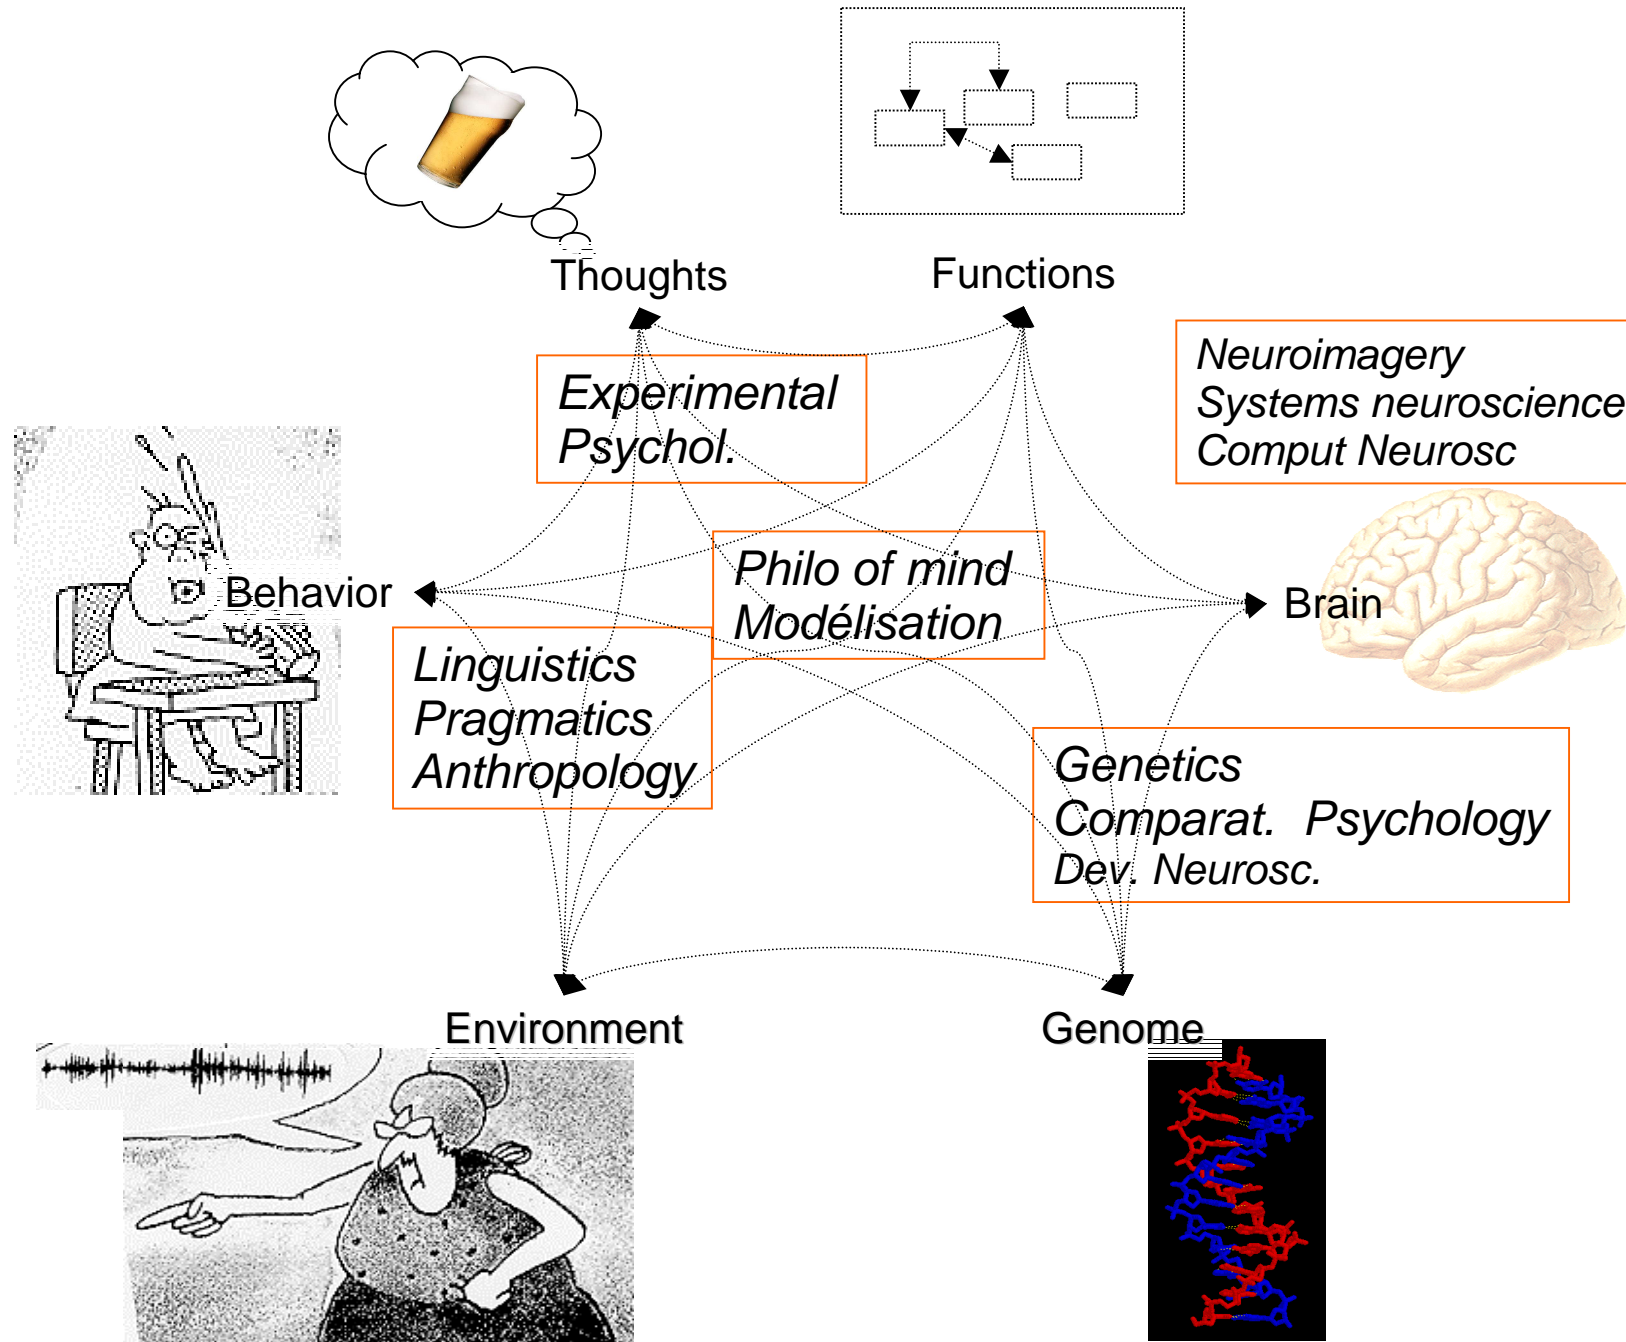 Thoughts
Functions
Experimental
Psychol.
Neuroimagery
Systems neuroscience
Comput Neurosc
Behavior
Philo of mind
Modélisation
Brain
Linguistics
Pragmatics
Anthropology
Genetics
Comparat. Psychology
Dev. Neurosc.
Environment
Genome